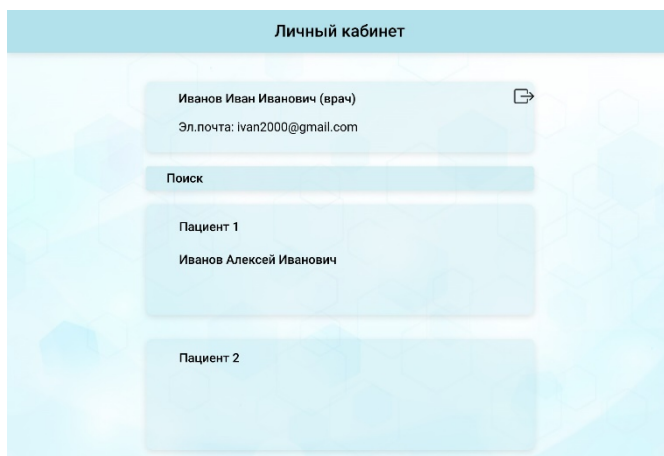 Личный кабинет
Иванов Иван Иванович (врач)
Эл.почта: ivan2000@gmail.com
Поиск
Пациент 1
Иванов Алексей Иванович
Пациент 2